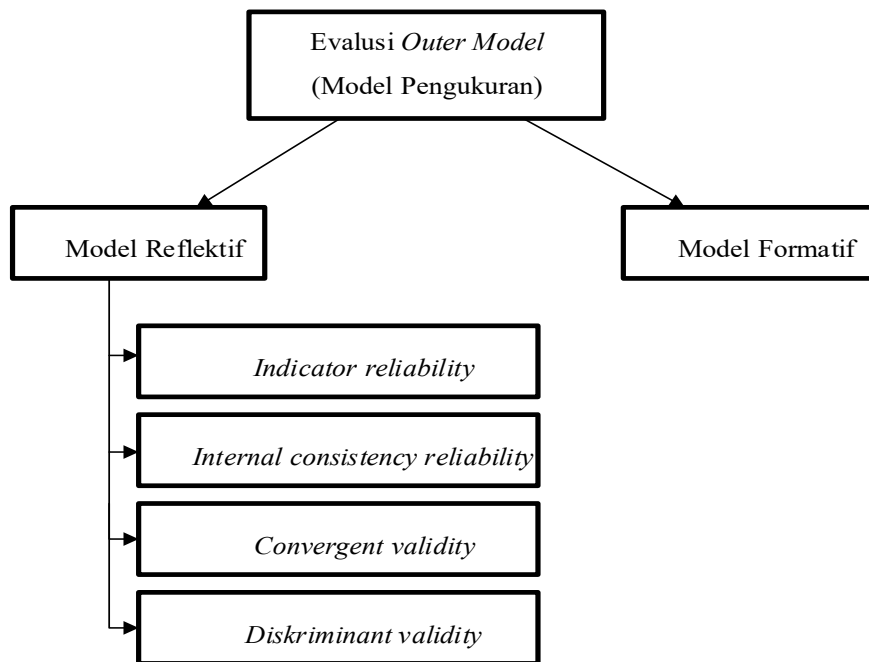 Evalusi Outer Model
(Model Pengukuran)
Model Reflektif
Model Formatif
Indicator reliability
Internal consistency reliability
Convergent validity
Diskriminant validity